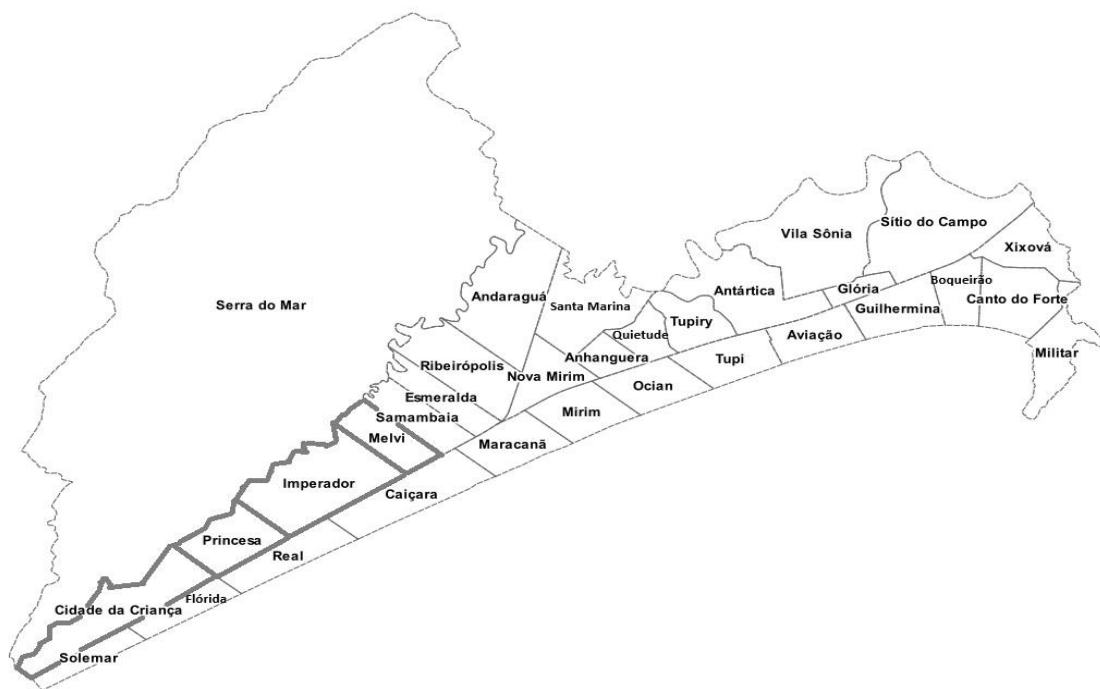 Sítio do Campo
Vila Sônia
Xixová
Boqueirão
Glória
Antártica
Andaraguá
Canto do Forte
Serra do Mar
Santa Marina
Guilhermina
Tupiry
Quietude
Aviação
Militar
Anhanguera
Tupi
Ribeirópolis
Nova Mirim
Ocian
Esmeralda
Mirim
Samambaia
Melvi
Maracanã
Imperador
Caiçara
Princesa
Real
Flórida
Cidade da Criança
Solemar